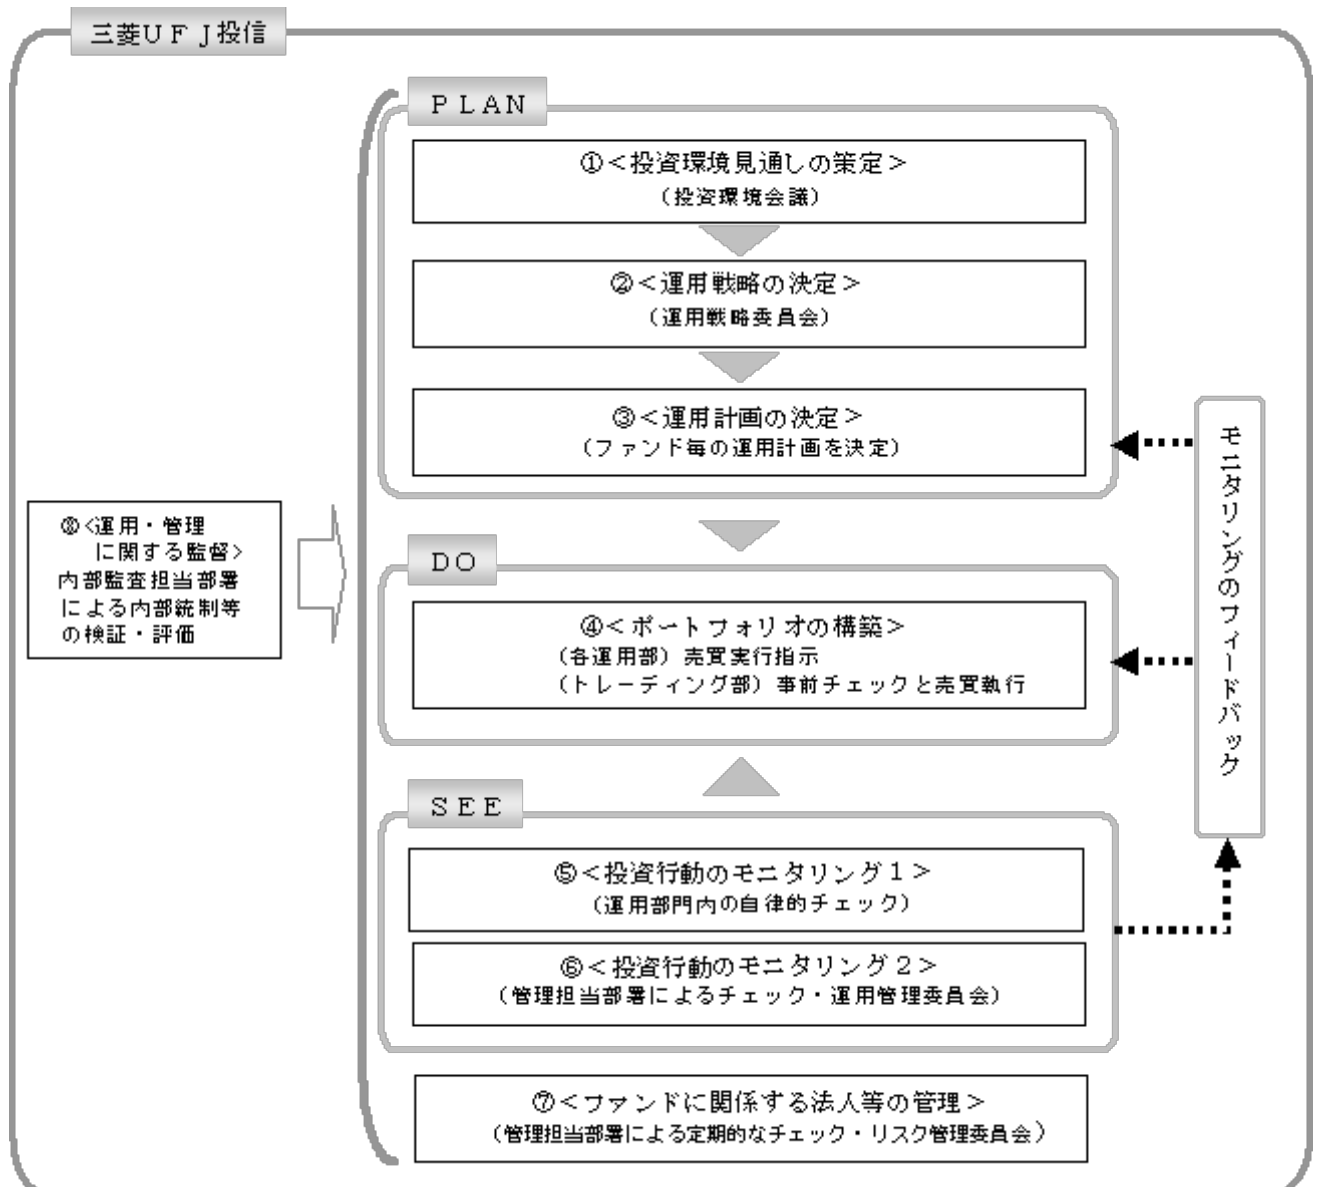 三菱ＵＦＪ投信
ＰＬＡＮ
①＜投資環境見通しの策定＞
（投資環境会議）
②＜運用戦略の決定＞
（運用戦略委員会）
③＜運用計画の決定＞
（ファンド毎の運用計画を決定）
ＤＯ
④＜ポートフォリオの構築＞
（各運用部）売買実行指示
（トレーディング部）事前チェックと売買執行
ＳＥＥ
⑤＜投資行動のモニタリング１＞
（運用部門内の自律的チェック）
⑥＜投資行動のモニタリング２＞
（管理担当部署によるチェック・運用管理委員会）
⑦＜ファンドに関係する法人等の管理＞
（管理担当部署による定期的なチェック・リスク管理委員会）
⑧＜運用・管理
に関する監督＞
内部監査担当部署
による内部統制等
の検証・評価
モニタリングのフィードバック